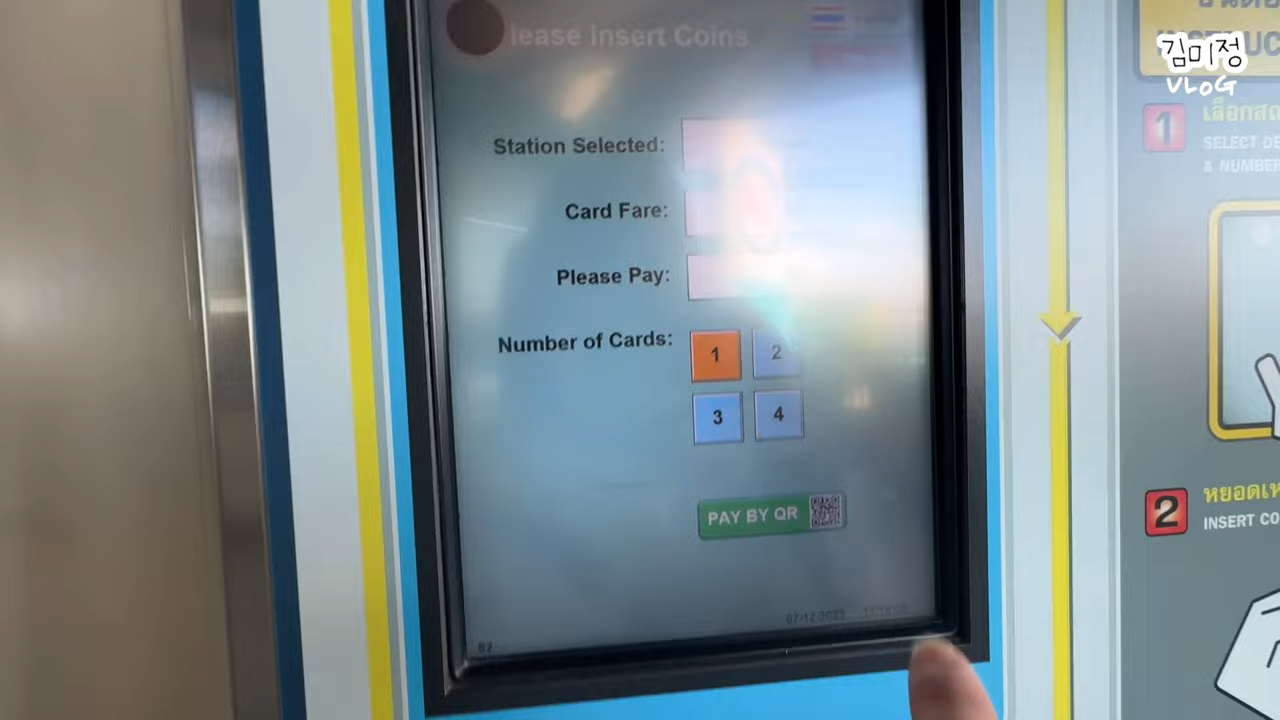 lease Insert Coins
Station Selected:
Card Fare:
Please Pay:
Number of Cards:
1
2
3
4
PAY BY QR
김미정
VLOG
1
SELECT DE
& NUMBER
2
หยอดเห
INSERT CO